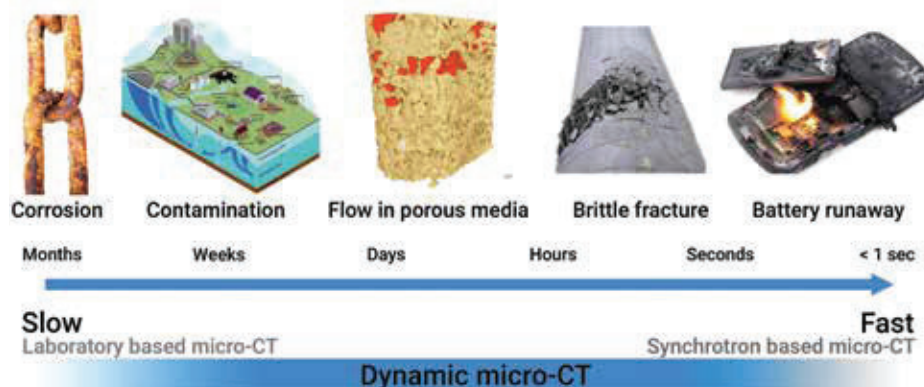 Corrosion Contamination Flow in porous media Brittle fracture Battery runaway
Months Weeks Days Hours Seconds < 1 sec
Slow Fast
Laboratory based micro-CT Synchrotron based micro-CT
Dynamic micro-CT